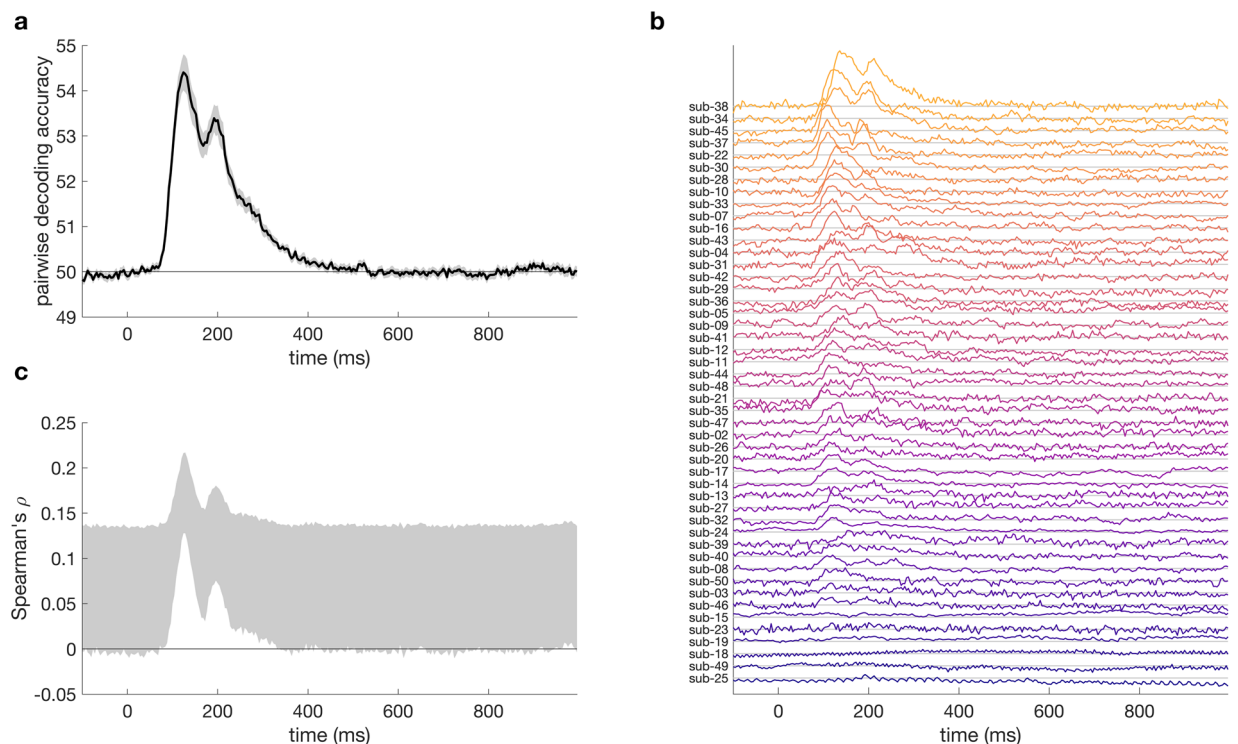 a
55
54
53
52
51
50
49
pairwise decoding accuracy
0
200
400
600
800
time (ms)
b
sub-38
sub-34
sub-45
sub-37
sub-22
sub-30
sub-28
sub-10
sub-33
sub-07
sub-16
sub-43
sub-04
sub-31
sub-42
sub-29
sub-36
sub-05
sub-09
sub-41
sub-12
sub-11
sub-44
sub-48
sub-21
sub-35
sub-47
sub-02
sub-26
sub-20
sub-17
sub-14
sub-13
sub-27
sub-32
sub-24
sub-39
sub-40
sub-08
sub-50
sub-03
sub-46
sub-15
sub-23
sub-19
sub-18
sub-49
sub-25
0
200
400
600
800
time (ms)
c
0.25
0.2
0.15
0.1
0.05
0
-0.05
Spearman's ρ
0
200
400
600
800
time (ms)